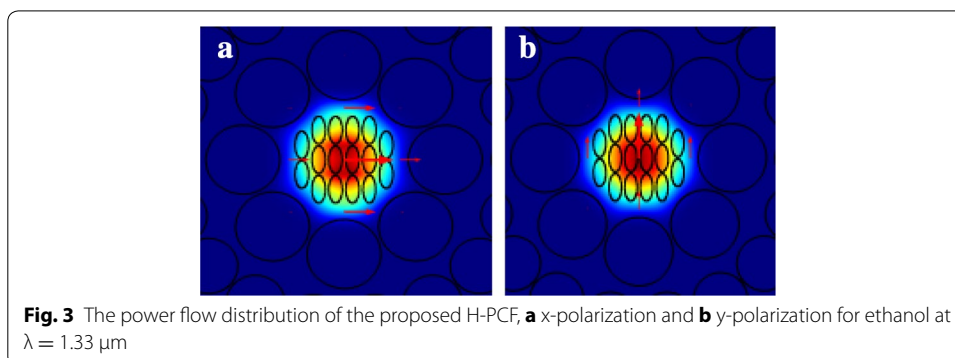 a
b
Fig. 3 The power flow distribution of the proposed H-PCF, a x-polarization and b y-polarization for ethanol at
λ = 1.33 μm